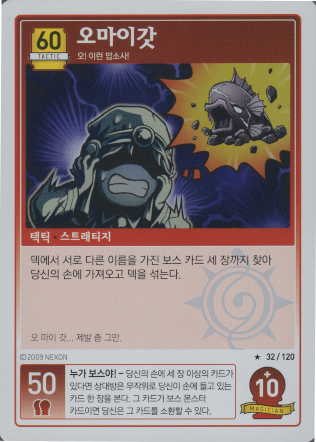 60
TACTIC
오마이갓
오! 이런 맙소사!
택틱 · 스트래티지
덱에서 서로 다른 이름을 가진 보스 카드 세 장까지 찾아
당신의 손에 가져오고 덱을 섞는다.
오 마이 갓... 제발 좀 그만.
©2009 NEXON
★ 32/120
50
누가 보스야! – 당신의 손에 세 장 이상의 카드가
있다면 상대방은 무작위로 당신이 손에 들고 있는
카드 한 장을 본다. 그 카드가 보스 몬스터
카드이면 당신은 그 카드를 소환할 수 있다.
+
10
MAGICIAN